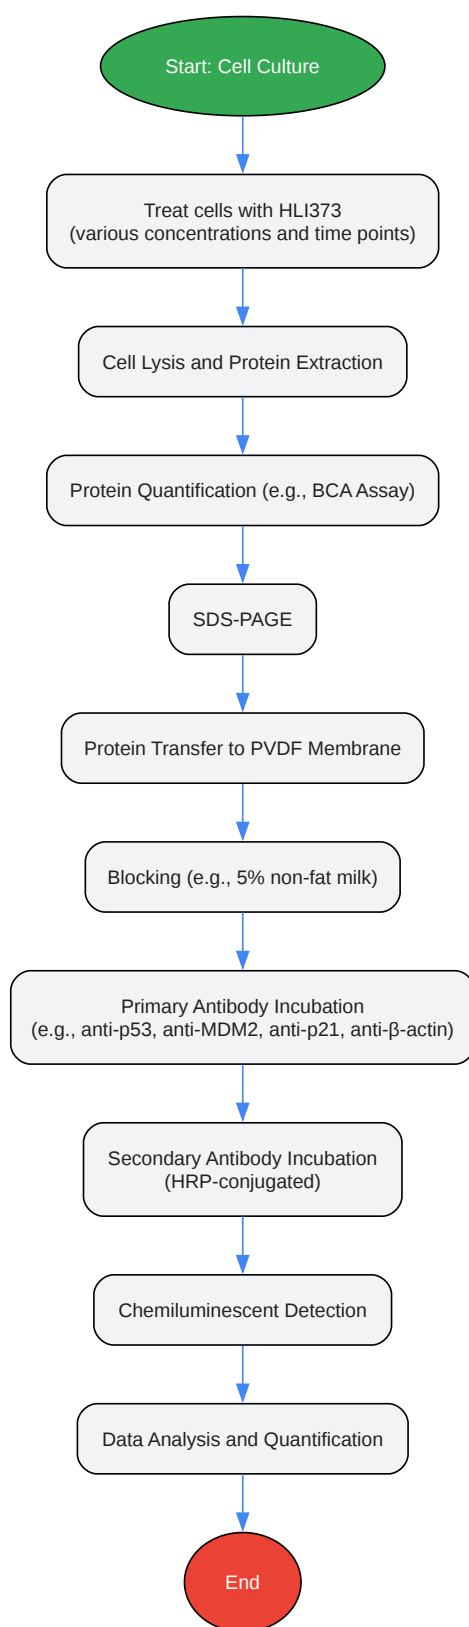 Start: Cell Culture
Treat cells with HLI373
(various concentrations and time points)
Cell Lysis and Protein Extraction
Protein Quantification (e.g., BCA Assay)
SDS-PAGE
Protein Transfer to PVDF Membrane
Blocking (e.g., 5% non-fat milk)
Primary Antibody Incubation
(e.g., anti-p53, anti-MDM2, anti-p21, anti-β-actin)
Secondary Antibody Incubation
(HRP-conjugated)
Chemiluminescent Detection
Data Analysis and Quantification
End